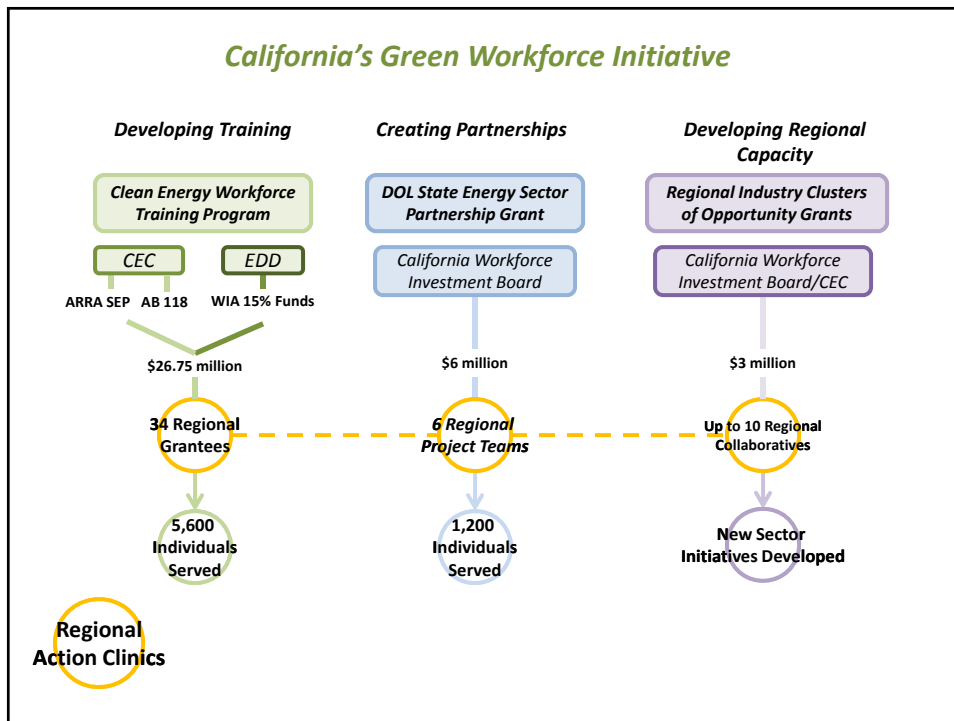 California's Green Workforce Initiative
Developing Training
Clean Energy Workforce
Training Program
CEC
EDD
ARRA SEP
AB 118
WIA 15% Funds
$26.75 million
34 Regional
Grantees
5,600
Individuals
Served
Creating Partnerships
DOL State Energy Sector
Partnership Grant
California Workforce
Investment Board
$6 million
6 Regional
Project Teams
1,200
Individuals
Served
Developing Regional
Capacity
Regional Industry Clusters
of Opportunity Grants
California Workforce
Investment Board/CEC
$3 million
Up to 10 Regional
Collaboratives
New Sector
Initiatives Developed
Regional
Action Clinics